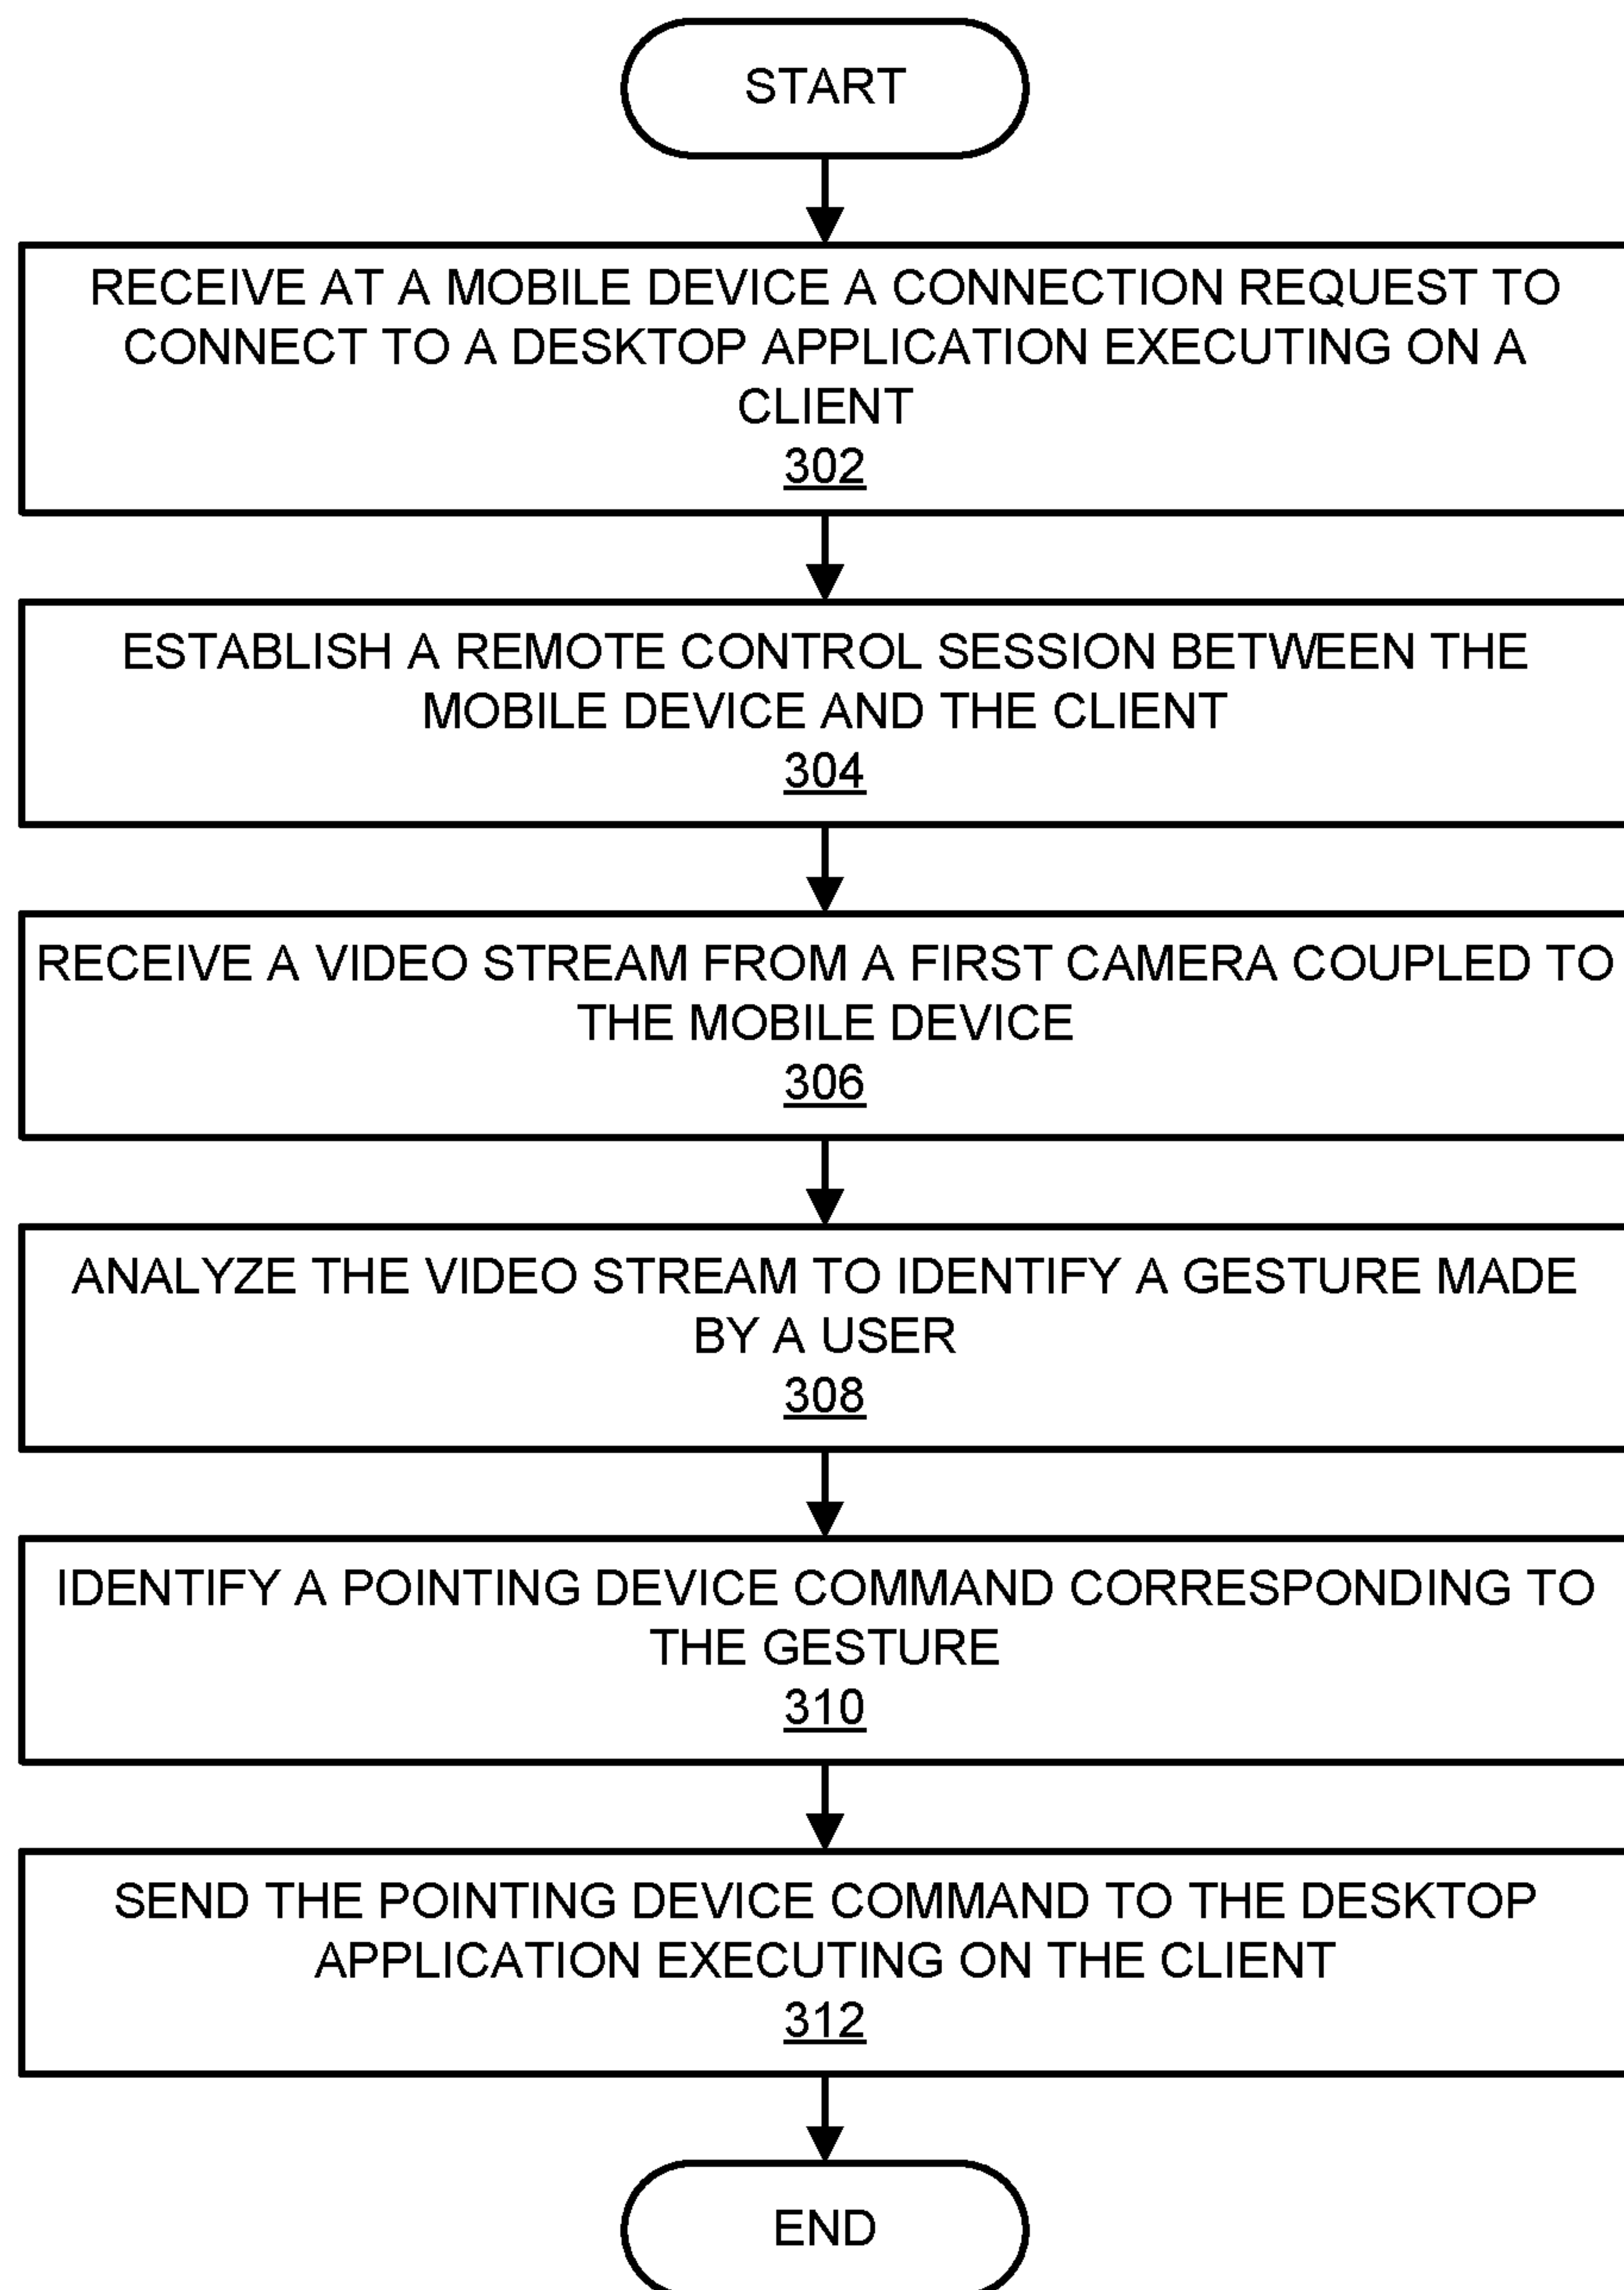 START
RECEIVE AT A MOBILE DEVICE A CONNECTION REQUEST TO
CONNECT TO A DESKTOP APPLICATION EXECUTING ON A
CLIENT
302
ESTABLISH A REMOTE CONTROL SESSION BETWEEN THE
MOBILE DEVICE AND THE CLIENT
304
RECEIVE A VIDEO STREAM FROM A FIRST CAMERA COUPLED TO
THE MOBILE DEVICE
306
ANALYZE THE VIDEO STREAM TO IDENTIFY A GESTURE MADE
BY A USER
308
IDENTIFY A POINTING DEVICE COMMAND CORRESPONDING TO
THE GESTURE
310
SEND THE POINTING DEVICE COMMAND TO THE DESKTOP
APPLICATION EXECUTING ON THE CLIENT
312
END